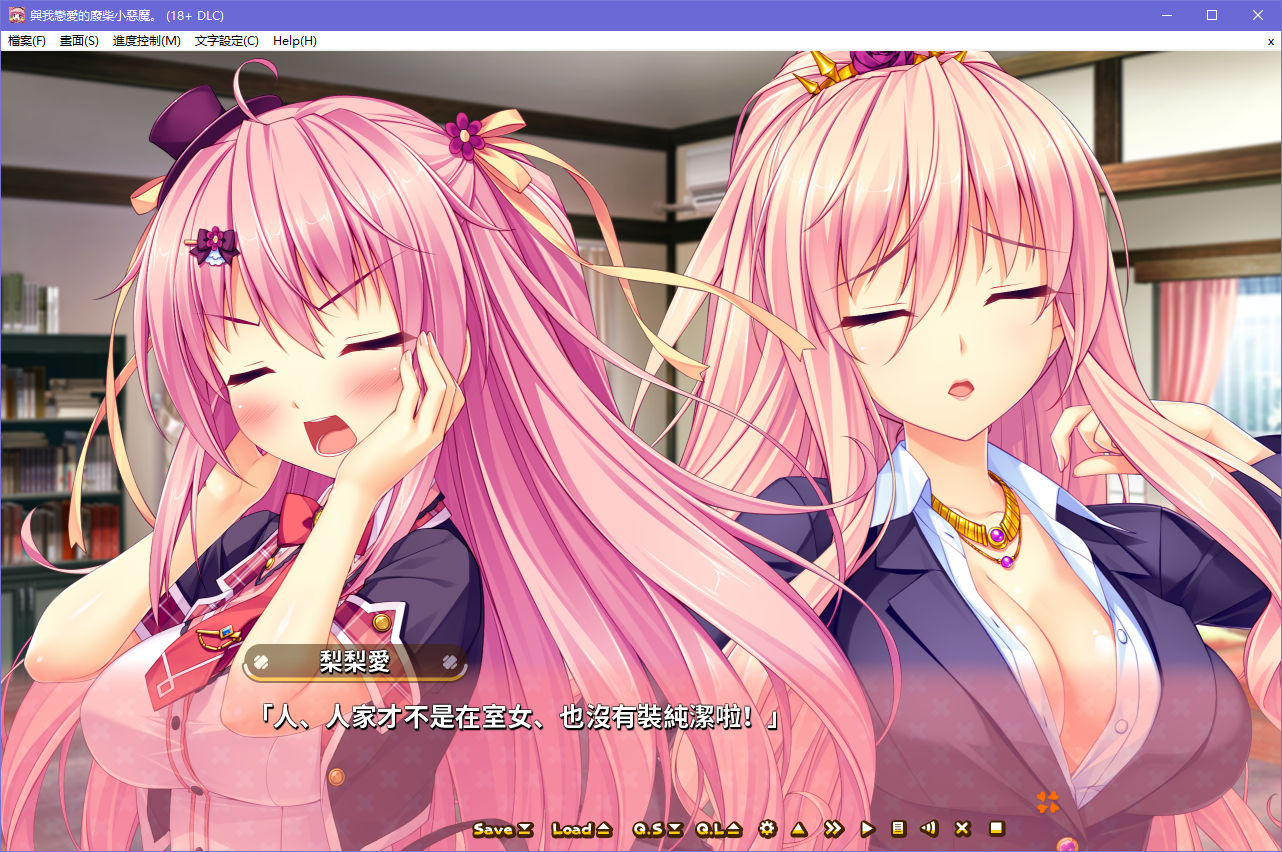 與我戀愛的廢柴小惡魔。 (18+ DLC)
檔案(F) 畫面(S) 進度控制(M) 文字設定(C) Help(H) x
梨梨愛
「人、人家才不是在室女、也沒有裝純潔啦！」
Save Load Q.S Q.L